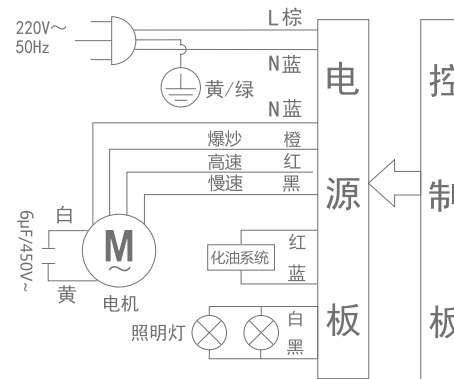 220V～
50Hz
L棕
N蓝
黄/绿
N蓝
爆炒 橙
高速 红
慢速 黑
白
6μF/450V~
黄
M
～
电机
化油系统
红
蓝
照明灯
白
黑
电源板
控制板